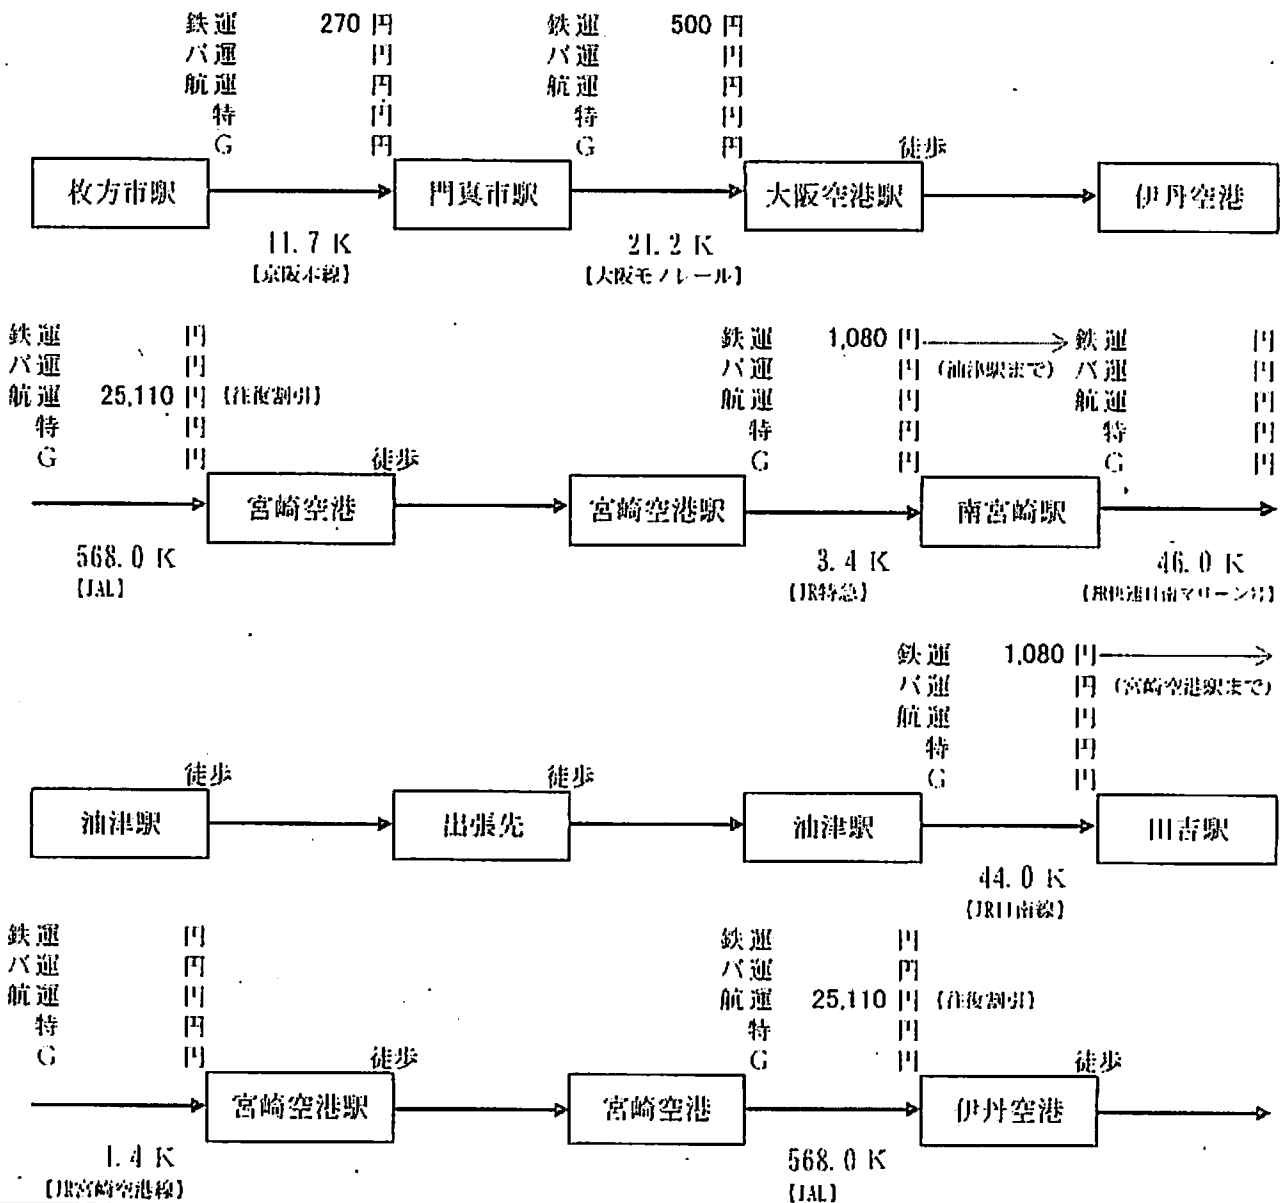 鉄運 270 円 鉄運 500 円
バ運 円 バ運 円
航運 円 航運 円
特 円 特 円
G 円 G 円 徒歩
枚方市駅 門真市駅 大阪空港駅 伊丹空港
11.7 K 21.2 K
【京阪本線】 【大阪モノレール】
鉄運 円 鉄運 1,080 円 鉄運 円
バ運 円 バ運 円 (油津駅まで) バ運 円
航運 25,110 円 【往復割引】 航運 円 航運 円
特 円 特 円 特 円
G 円 徒歩 G 円 G 円
宮崎空港 宮崎空港駅 南宮崎駅
568.0 K 3.4 K 46.0 K
【JAL】 【JR特急】 【JR快速日南マリーン号】
鉄運 1,080 円
バ運 円 (宮崎空港駅まで)
航運 円
特 円
徒歩 徒歩 G 円
油津駅 出張先 油津駅 田吉駅
44.0 K
【JR日南線】
鉄運 円 鉄運 円
バ運 円 バ運 円
航運 円 航運 25,110 円 【往復割引】
特 円 特 円
G 円 徒歩 G 円 徒歩
宮崎空港駅 宮崎空港 伊丹空港
1.4 K 568.0 K
【JR宮崎空港線】 【JAL】